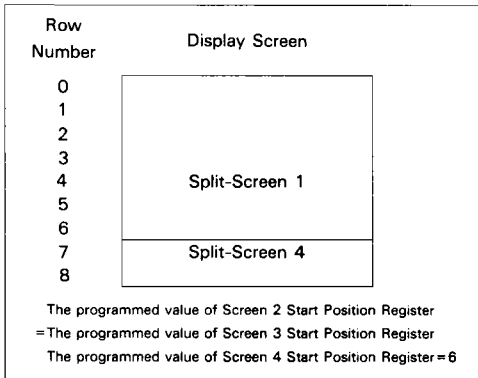 Row
Number
Display Screen
0
1
2
3
4
Split-Screen 1
5
6
7
Split-Screen 4
8
The programmed value of Screen 2 Start Position Register
=The programmed value of Screen 3 Start Position Register
The programmed value of Screen 4 Start Position Register=6